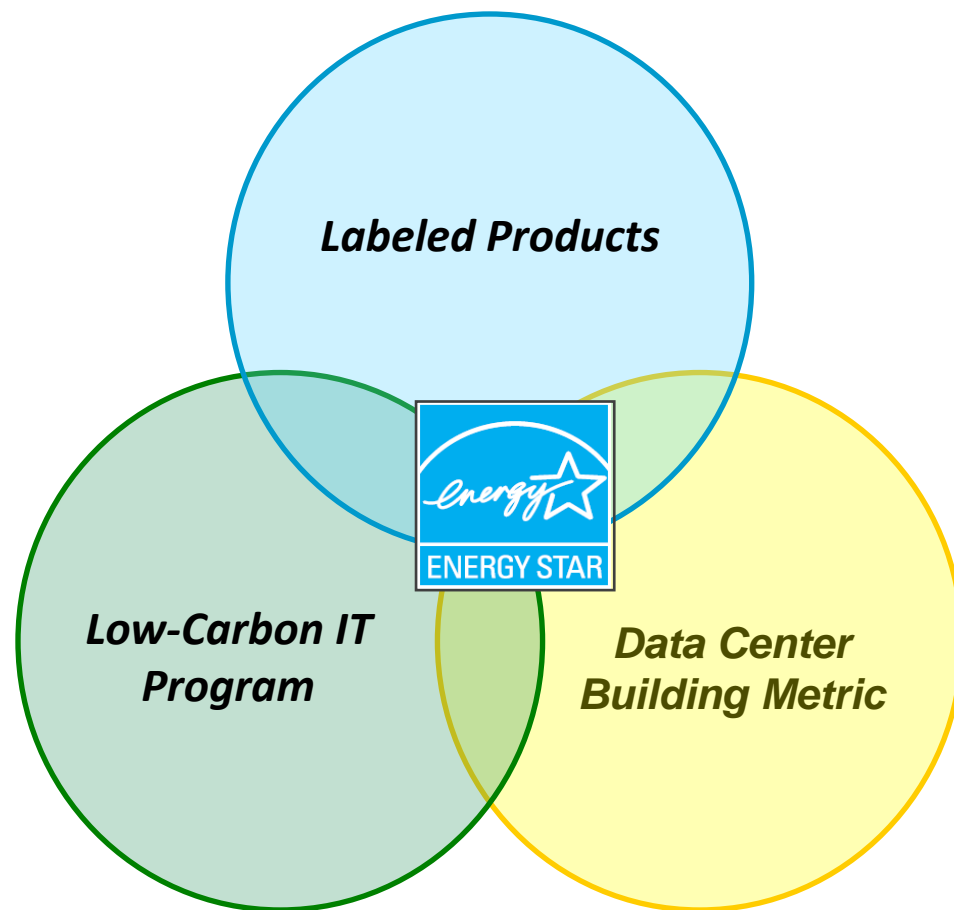 Labeled Products
energy
ENERGY STAR
Low-Carbon IT
Program
Data Center
Building Metric